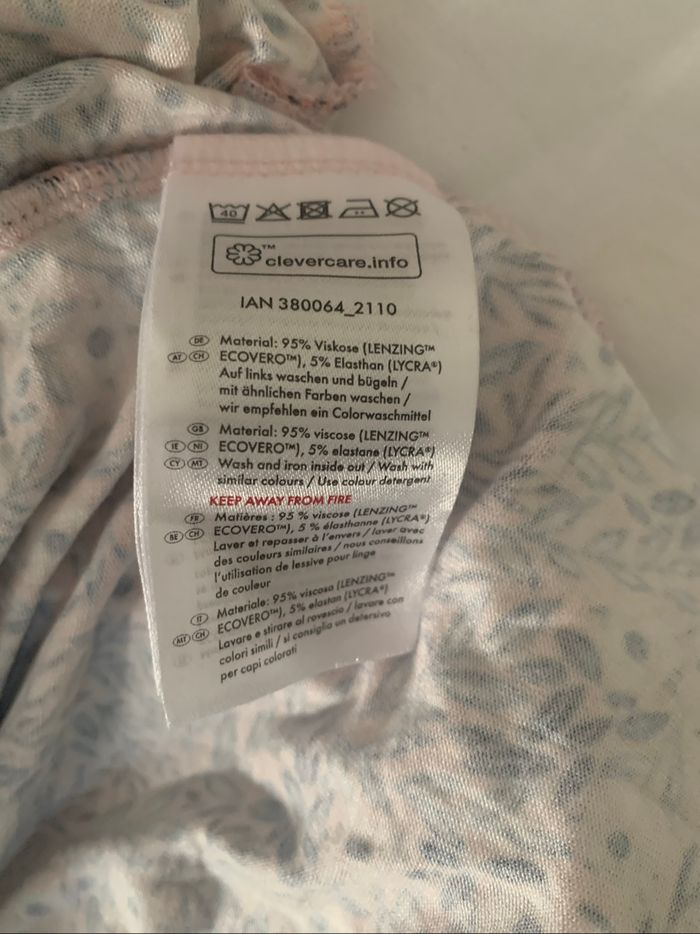 40
™ clevercare.info
IAN 380064_2110
DE Material: 95% Viskose (LENZING™
AT CH ECOVERO™), 5% Elasthan (LYCRA®)
Auf links waschen und bügeln /
mit ähnlichen Farben waschen /
wir empfehlen ein Colorwaschmittel
GB Material: 95% viscose (LENZING™
IE NI ECOVERO™), 5% elastane (LYCRA®)
CY MT Wash and iron inside out / Wash with
similar colours / Use colour detergent
KEEP AWAY FROM FIRE
FR Matières : 95 % viscose (LENZING™
BE CH ECOVERO™), 5 % élasthanne (LYCRA®)
Laver et repasser à l'envers / laver avec
des couleurs similaires / nous conseillons
l'utilisation de lessive pour linge
de couleur
IT Materiale: 95% viscosa (LENZING™
MT CH ECOVERO™), 5% elastan (LYCRA®)
Lavare e stirare al rovescio / lavare con
colori simili / si consiglia un detersivo
per capi colorati